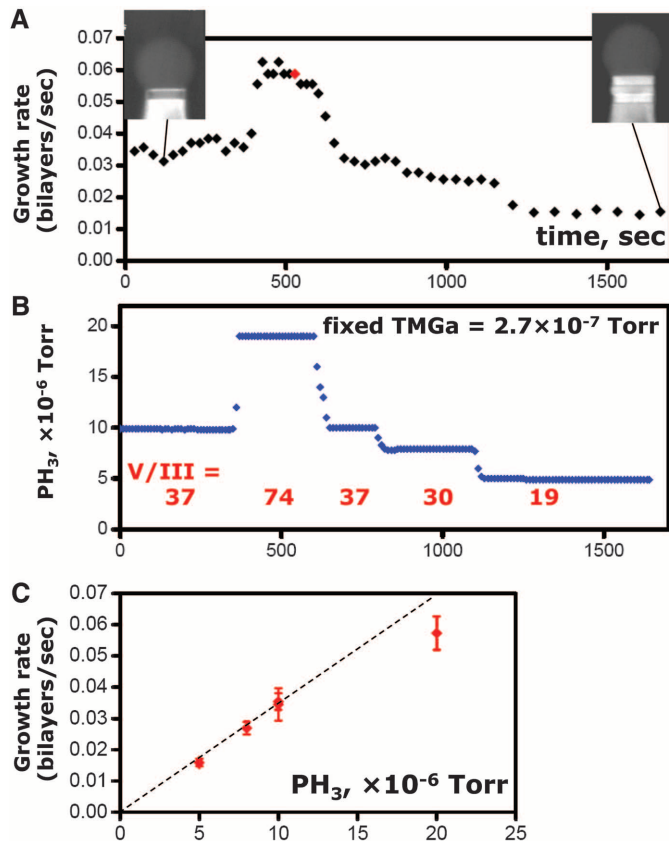 A
Growth rate
(bilayers/sec)
0.07
0.06
0.05
0.04
0.03
0.02
0.01
0.00
time, sec
0 500 1000 1500
B
PH₃, ×10⁻⁶ Torr
20
15
10
5
0
fixed TMGa = 2.7×10⁻⁷ Torr
V/III =
37 74 37 30 19
0 500 1000 1500
C
Growth rate
(bilayers/sec)
0.07
0.06
0.05
0.04
0.03
0.02
0.01
0.00
PH₃, ×10⁻⁶ Torr
0 5 10 15 20 25